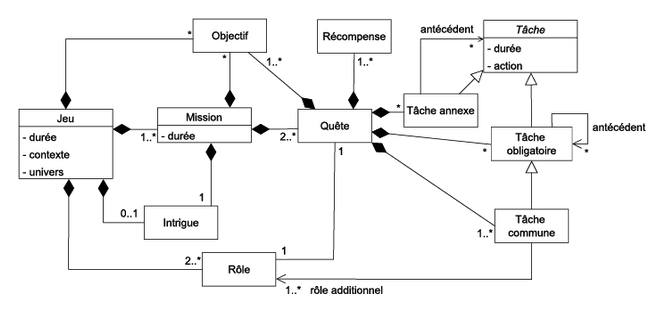 Objectif
Récompense
Tâche
- durée
- action
antécédent
*
*
*
1..*
1..*
Tâche annexe
*
Jeu
- durée
- contexte
- univers
1..*
Mission
- durée
2..*
Quête
1
*
Tâche
obligatoire
antécédent
*
0..1
1
Intrigue
1..*
Tâche
commune
2..*
Rôle
1
1..*
rôle additionnel